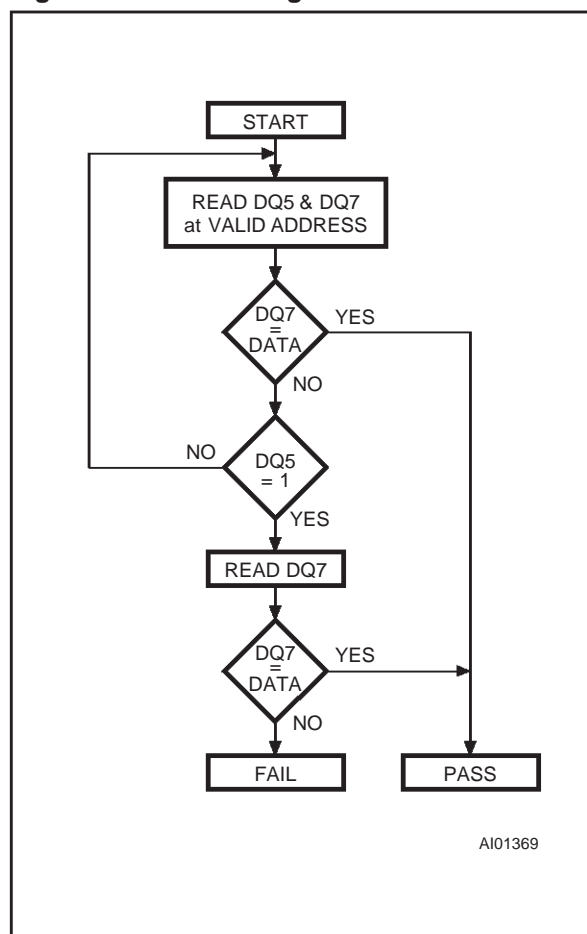 START
READ DQ5 & DQ7
at VALID ADDRESS
DQ7
=
DATA
YES
NO
DQ5
= 1
NO
YES
READ DQ7
DQ7
=
DATA
YES
NO
FAIL
PASS
AI01369